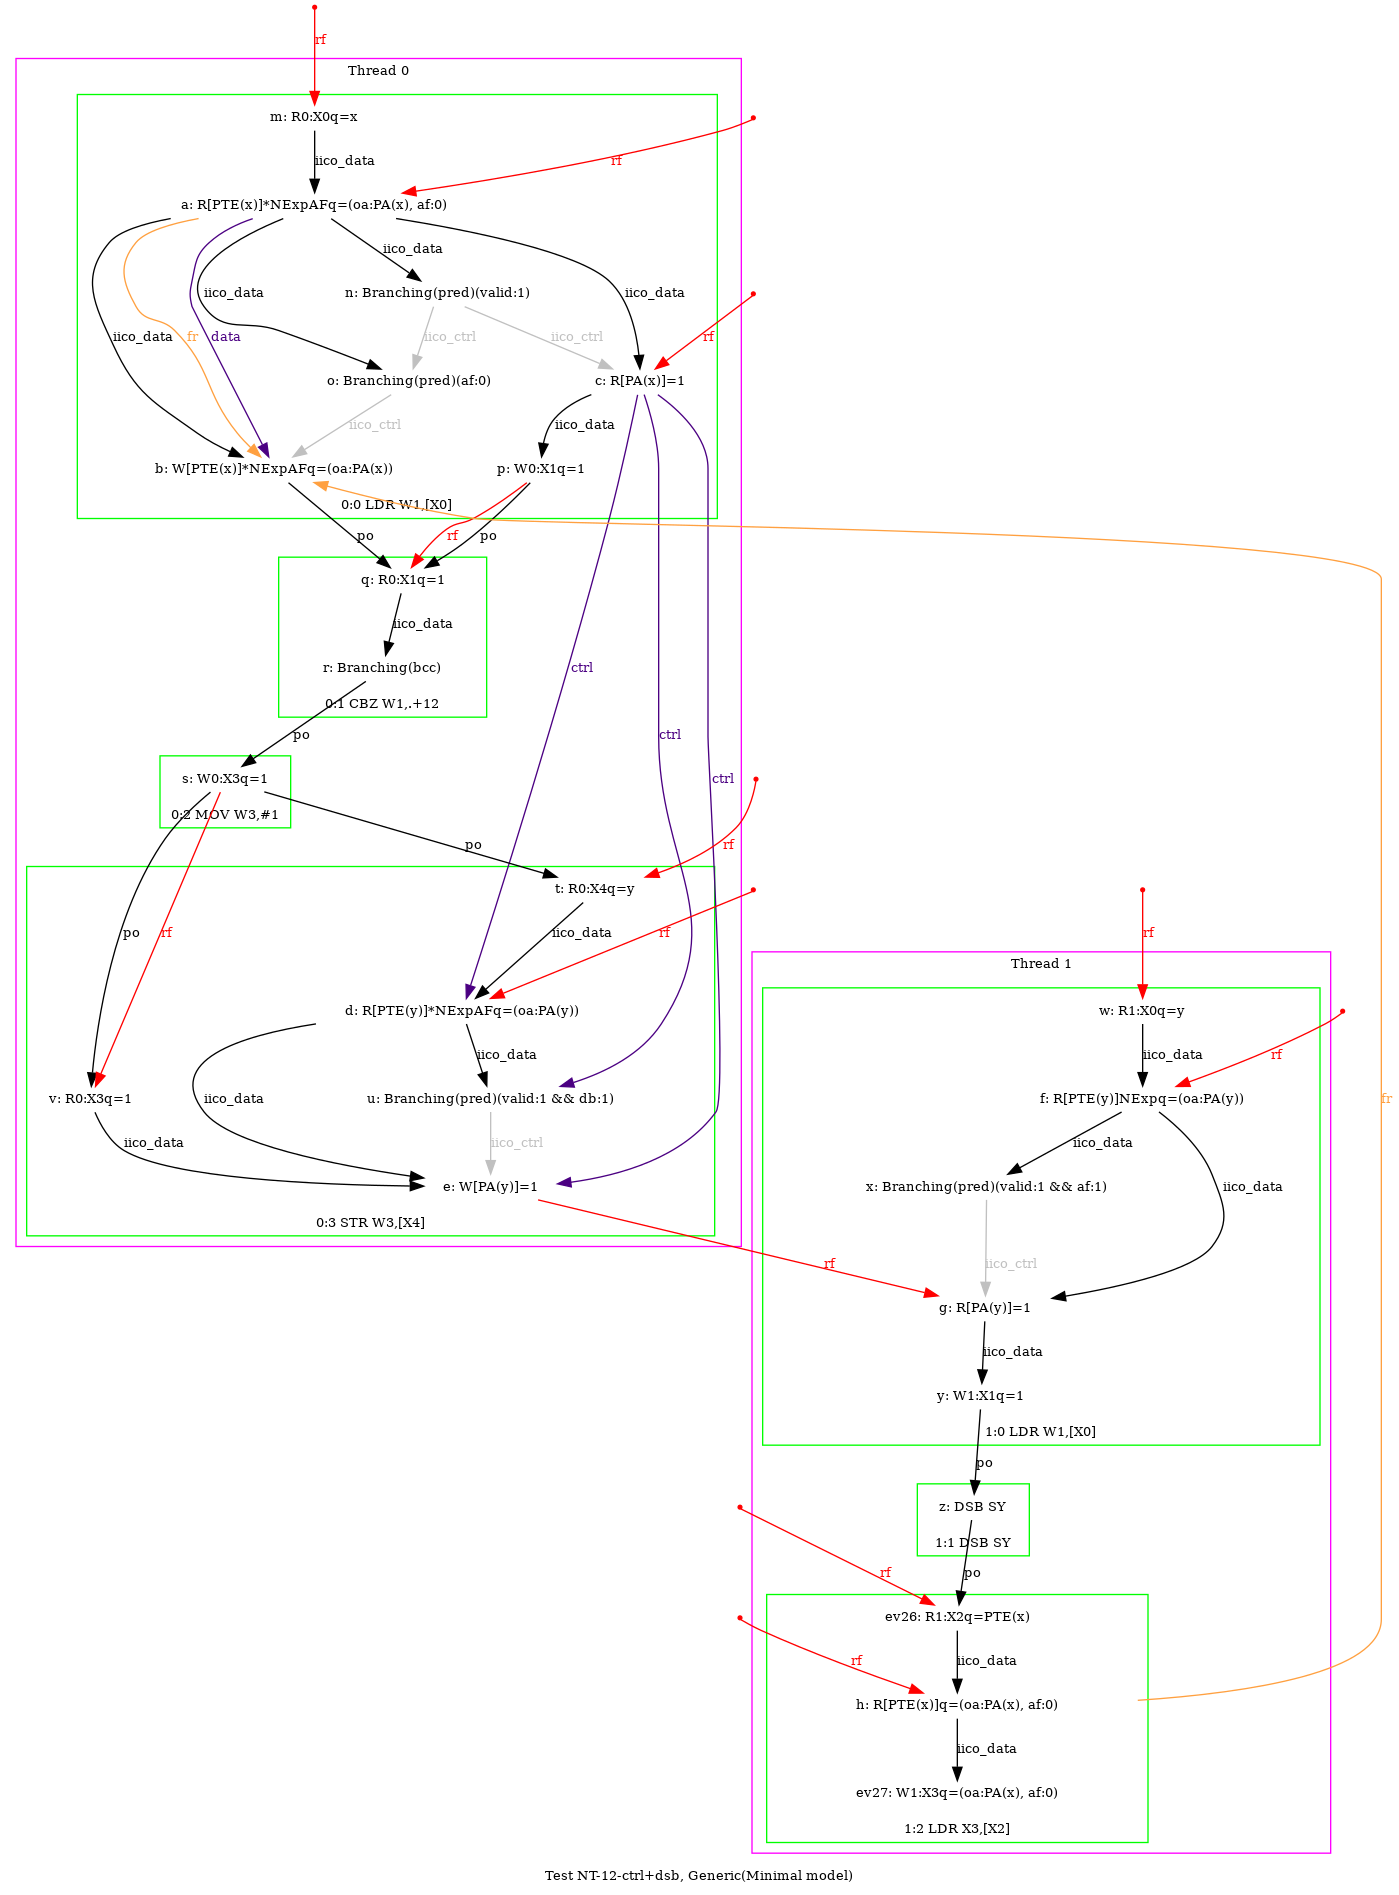 rf
Thread 0
m: R0:X0q=x
iico_data
rf
a: R[PTE(x)]*NExpAFq=(oa:PA(x), af:0)
iico_data
iico_data
n: Branching(pred)(valid:1)
iico_data
iico_data
fr
data
iico_ctrl
iico_ctrl
rf
o: Branching(pred)(af:0)
c: R[PA(x)]=1
iico_ctrl
iico_data
b: W[PTE(x)]*NExpAFq=(oa:PA(x))
p: W0:X1q=1
0:0 LDR W1,[X0]
po
rf
po
q: R0:X1q=1
iico_data
r: Branching(bcc)
ctrl
0:1 CBZ W1,.+12
po
ctrl
s: W0:X3q=1
ctrl
0:2 MOV W3,#1
po
rf
t: R0:X4q=y
po
rf
iico_data
rf
rf
Thread 1
d: R[PTE(y)]*NExpAFq=(oa:PA(y))
w: R1:X0q=y
iico_data
iico_data
rf
iico_data
v: R0:X3q=1
u: Branching(pred)(valid:1 && db:1)
f: R[PTE(y)]NExpq=(oa:PA(y))
fr
iico_data
iico_ctrl
iico_data
e: W[PA(y)]=1
x: Branching(pred)(valid:1 && af:1)
iico_data
0:3 STR W3,[X4]
rf
iico_ctrl
g: R[PA(y)]=1
iico_data
y: W1:X1q=1
1:0 LDR W1,[X0]
po
z: DSB SY
1:1 DSB SY
rf
po
ev26: R1:X2q=PTE(x)
rf
iico_data
h: R[PTE(x)]q=(oa:PA(x), af:0)
iico_data
ev27: W1:X3q=(oa:PA(x), af:0)
1:2 LDR X3,[X2]
Test NT-12-ctrl+dsb, Generic(Minimal model)